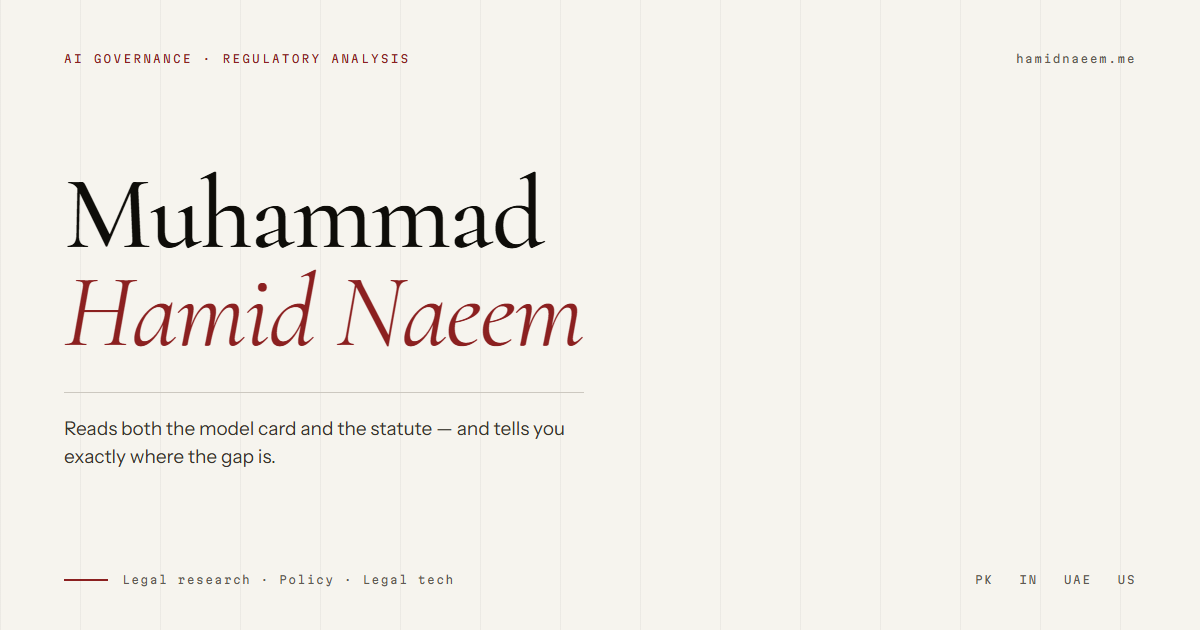 AI GOVERNANCE · REGULATORY ANALYSIS
hamidnaeem.me
Muhammad
Hamid Naeem
Reads both the model card and the statute — and tells you
exactly where the gap is.
Legal research · Policy · Legal tech
PK IN UAE US